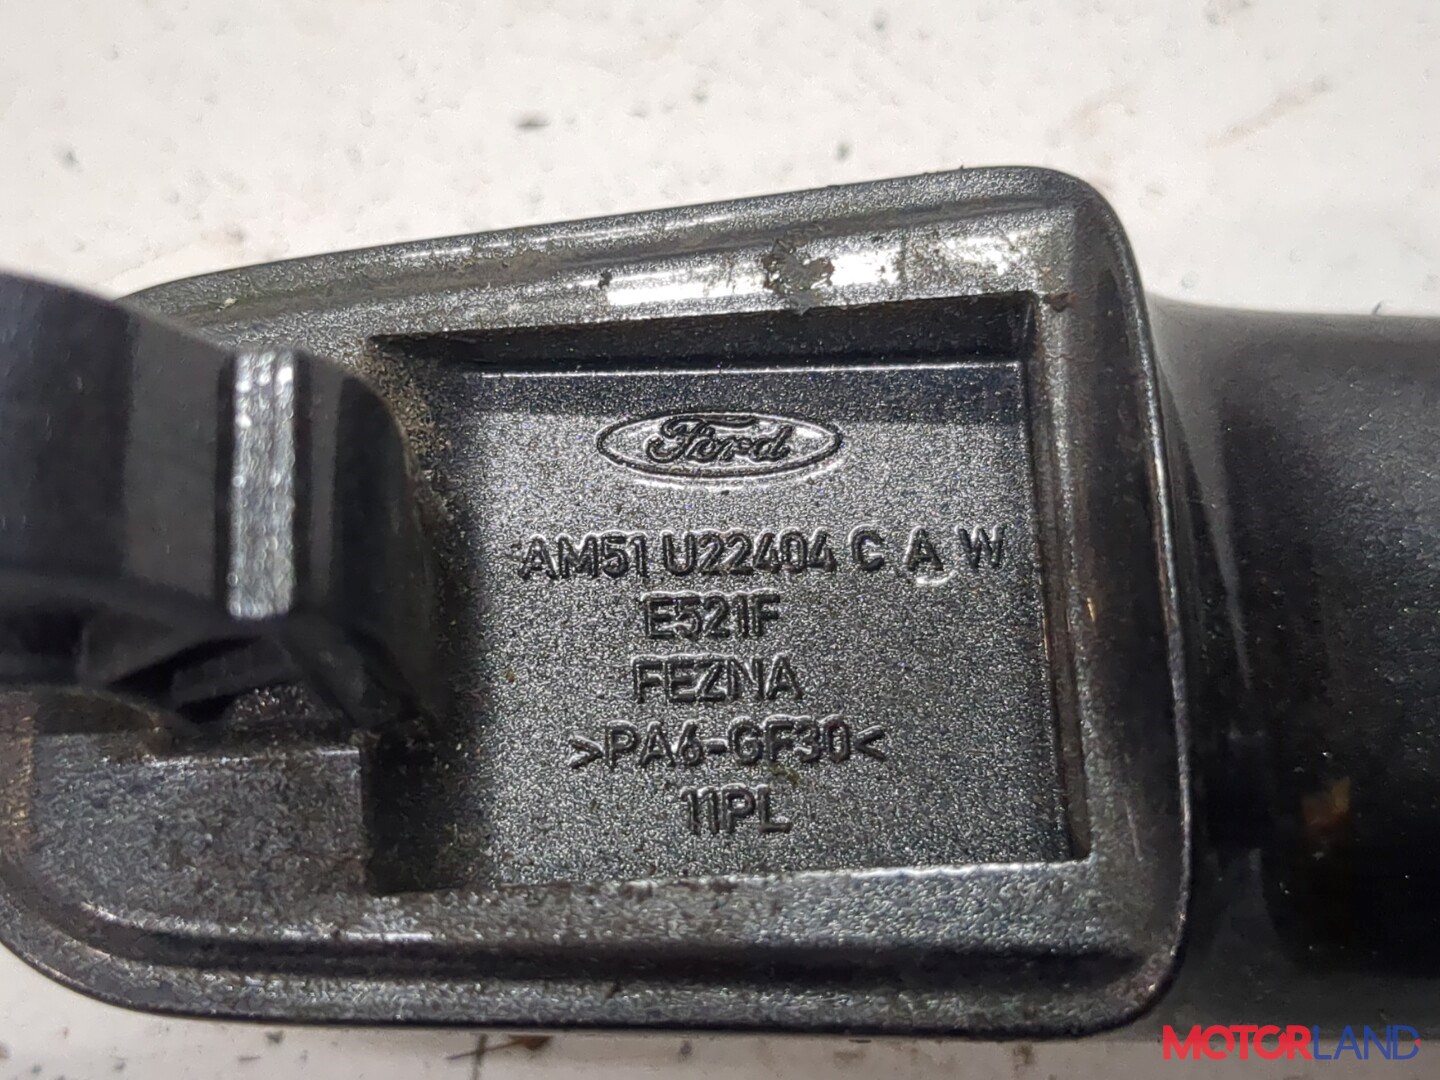 Ford
AM51 U22404 C A W
E521F
FEZNA
>PA6-GF30<
11PL
MOTORLAND